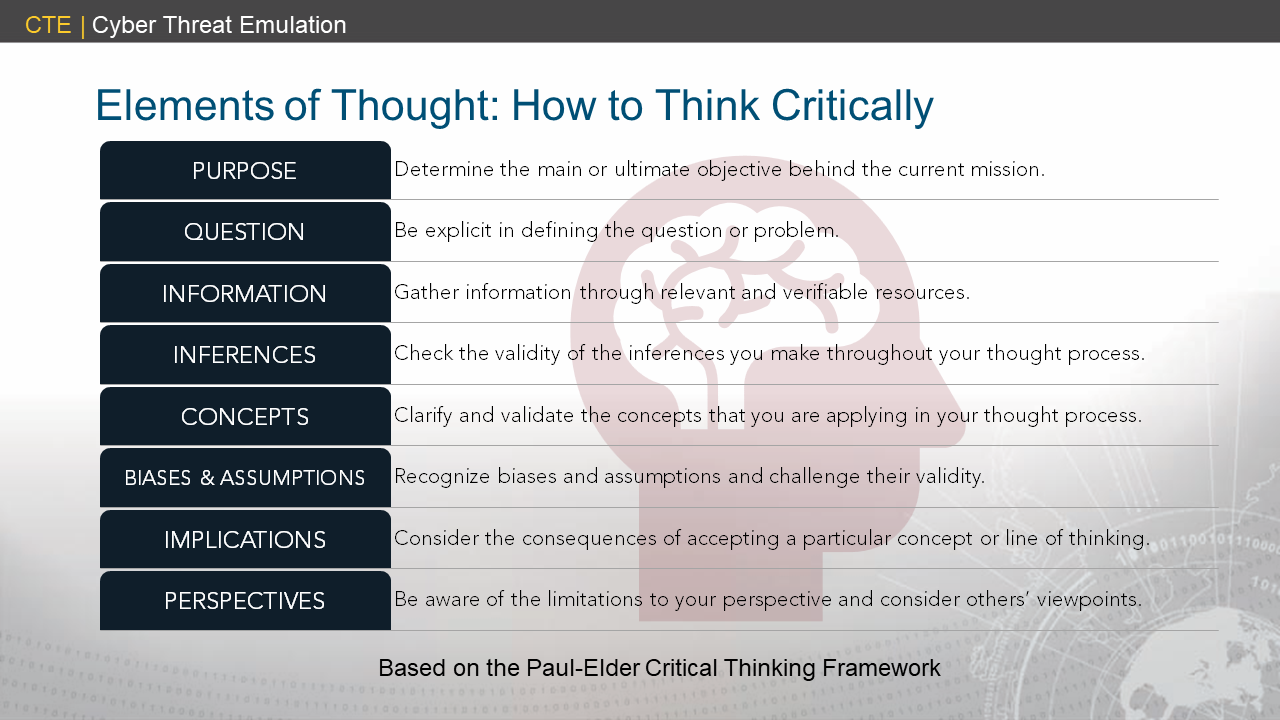 CTE | Cyber Threat Emulation
Elements of Thought: How to Think Critically
PURPOSE Determine the main or ultimate objective behind the current mission.
QUESTION Be explicit in defining the question or problem.
INFORMATION Gather information through relevant and verifiable resources.
INFERENCES Check the validity of the inferences you make throughout your thought process.
CONCEPTS Clarify and validate the concepts that you are applying in your thought process.
BIASES & ASSUMPTIONS Recognize biases and assumptions and challenge their validity.
IMPLICATIONS Consider the consequences of accepting a particular concept or line of thinking.
PERSPECTIVES Be aware of the limitations to your perspective and consider others’ viewpoints.
Based on the Paul-Elder Critical Thinking Framework